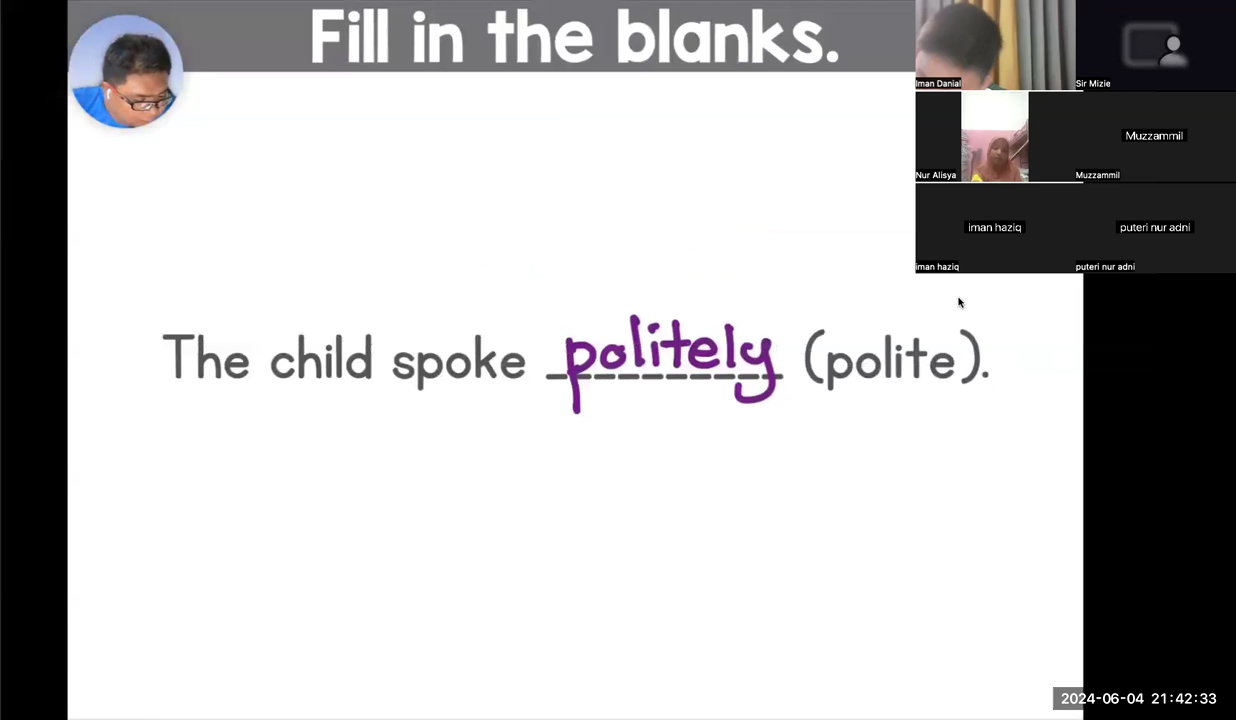 Fill in the blanks.
Iman Danial
Sir Mizie
Nur Alisya
Muzzammil
Muzzammil
iman haziq
puteri nur adni
iman haziq
puteri nur adni
The child spoke politely (polite).
2024-06-04 21:42:33